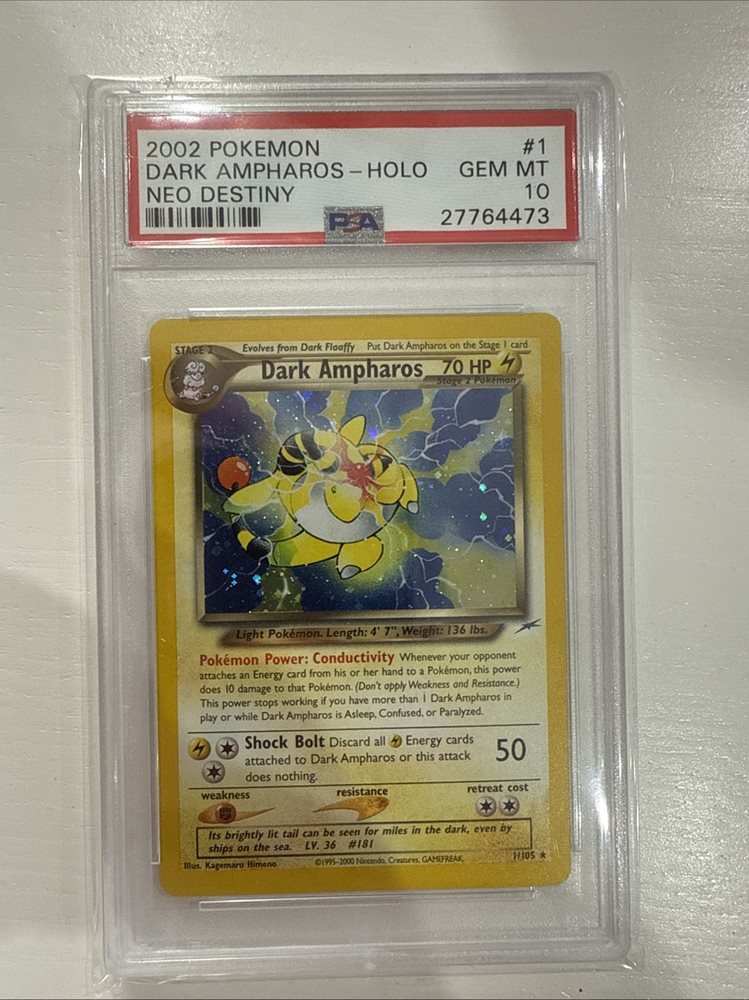 2002 POKEMON #1
DARK AMPHAROS - HOLO GEM MT
NEO DESTINY 10
PSA 27764473
STAGE 2 Evolves from Dark Flaaffy Put Dark Ampharos on the Stage 1 card
Dark Ampharos 70 HP
Stage 2 Pokémon
Light Pokémon. Length: 4' 7", Weight: 136 lbs.
Pokémon Power: Conductivity Whenever your opponent
attaches an Energy card from his or her hand to a Pokémon, this power
does 10 damage to that Pokémon. (Don't apply Weakness and Resistance.)
This power stops working if you have more than 1 Dark Ampharos in
play or while Dark Ampharos is Asleep, Confused, or Paralyzed.
Shock Bolt Discard all Energy cards
attached to Dark Ampharos or this attack
does nothing.
50
weakness resistance retreat cost
Its brightly lit tail can be seen for miles in the dark, even by
ships on the sea. LV. 36 #181
Illus. Kagemaru Himeno ©1995-2000 Nintendo, Creatures, GAMEFREAK. 1/105 ★